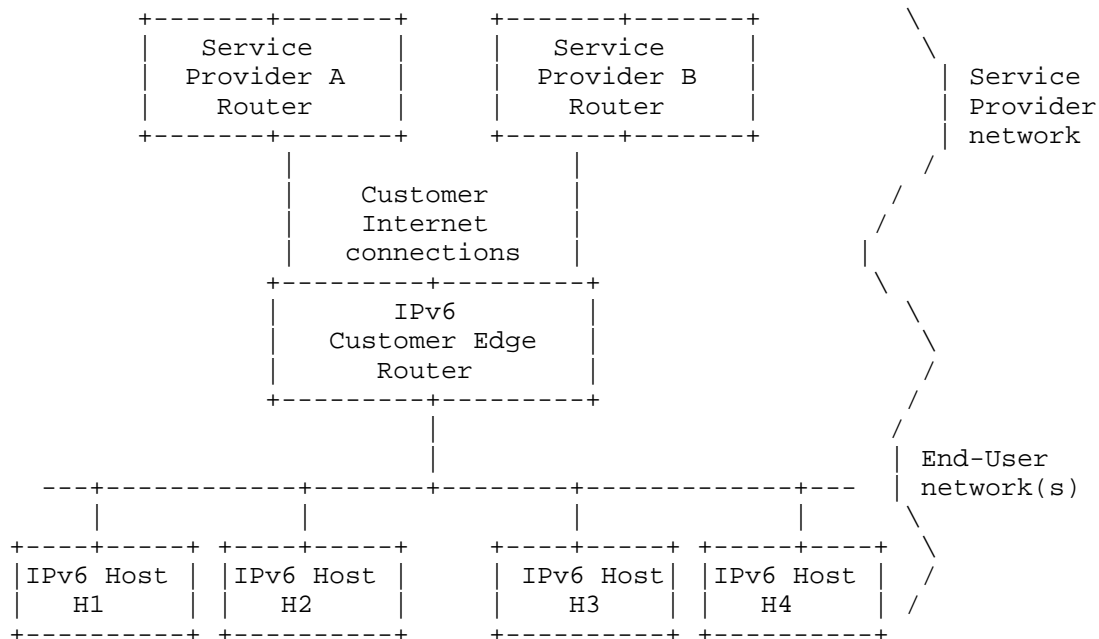 Service Service
Provider A Provider B Service
Router Router Provider
network
Customer
Internet
connections
IPv6
Customer Edge
Router
End-User
network(s)
IPv6 Host IPv6 Host IPv6 Host IPv6 Host
H1 H2 H3 H4